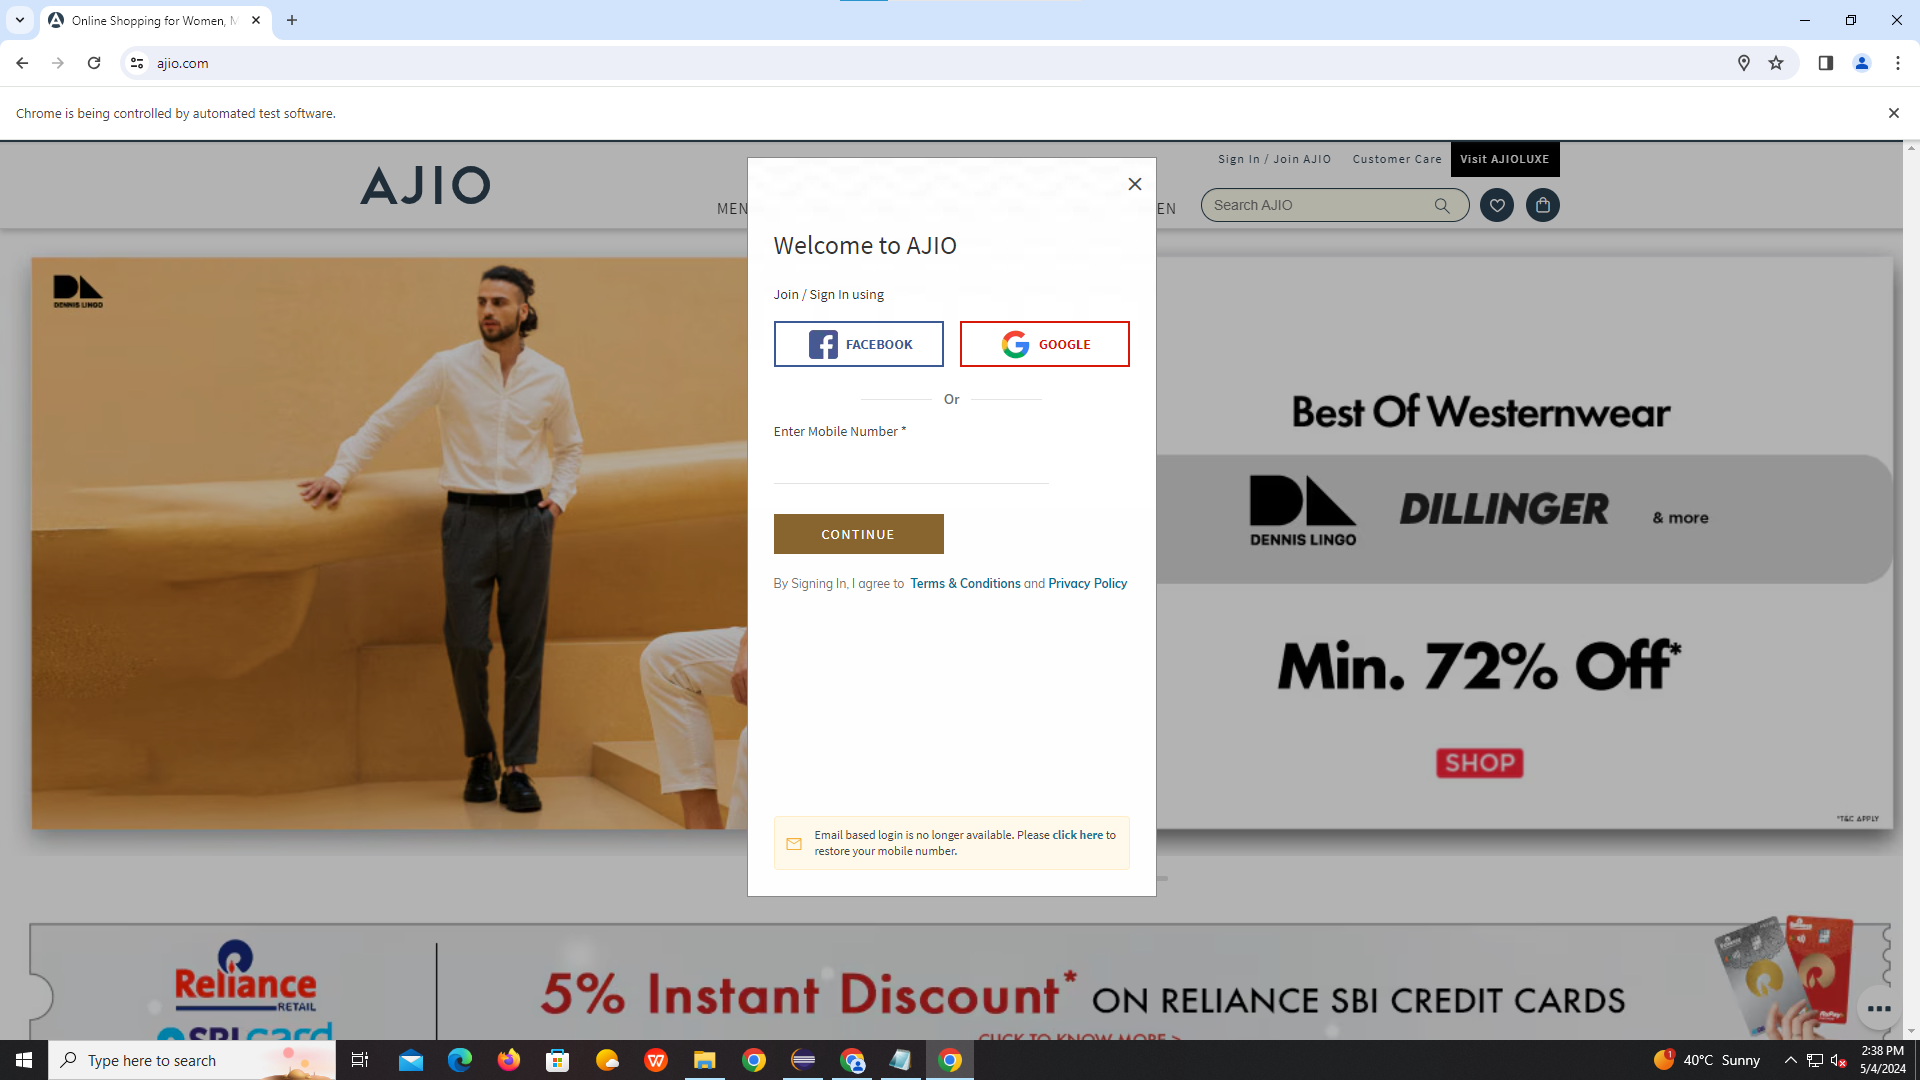 Online Shopping for Women, M
ajio.com
Chrome is being controlled by automated test software.
Sign In / Join AJIO
Customer Care
Visit AJIOLUXE
AJIO
MEN
EN
Search AJIO
Welcome to AJIO
Join / Sign In using
FACEBOOK
GOOGLE
Or
Enter Mobile Number *
CONTINUE
By Signing In, I agree to Terms & Conditions and Privacy Policy
Email based login is no longer available. Please click here to
restore your mobile number.
DENNIS LINGO
Best Of Westernwear
DENNIS LINGO
DILLINGER
& more
Min. 72% Off*
SHOP
*T&C APPLY
Reliance
RETAIL
SBI card
5% Instant Discount* ON RELIANCE SBI CREDIT CARDS
CLICK TO KNOW MORE >
RuPay
Type here to search
1
40°C Sunny
2:38 PM
5/4/2024